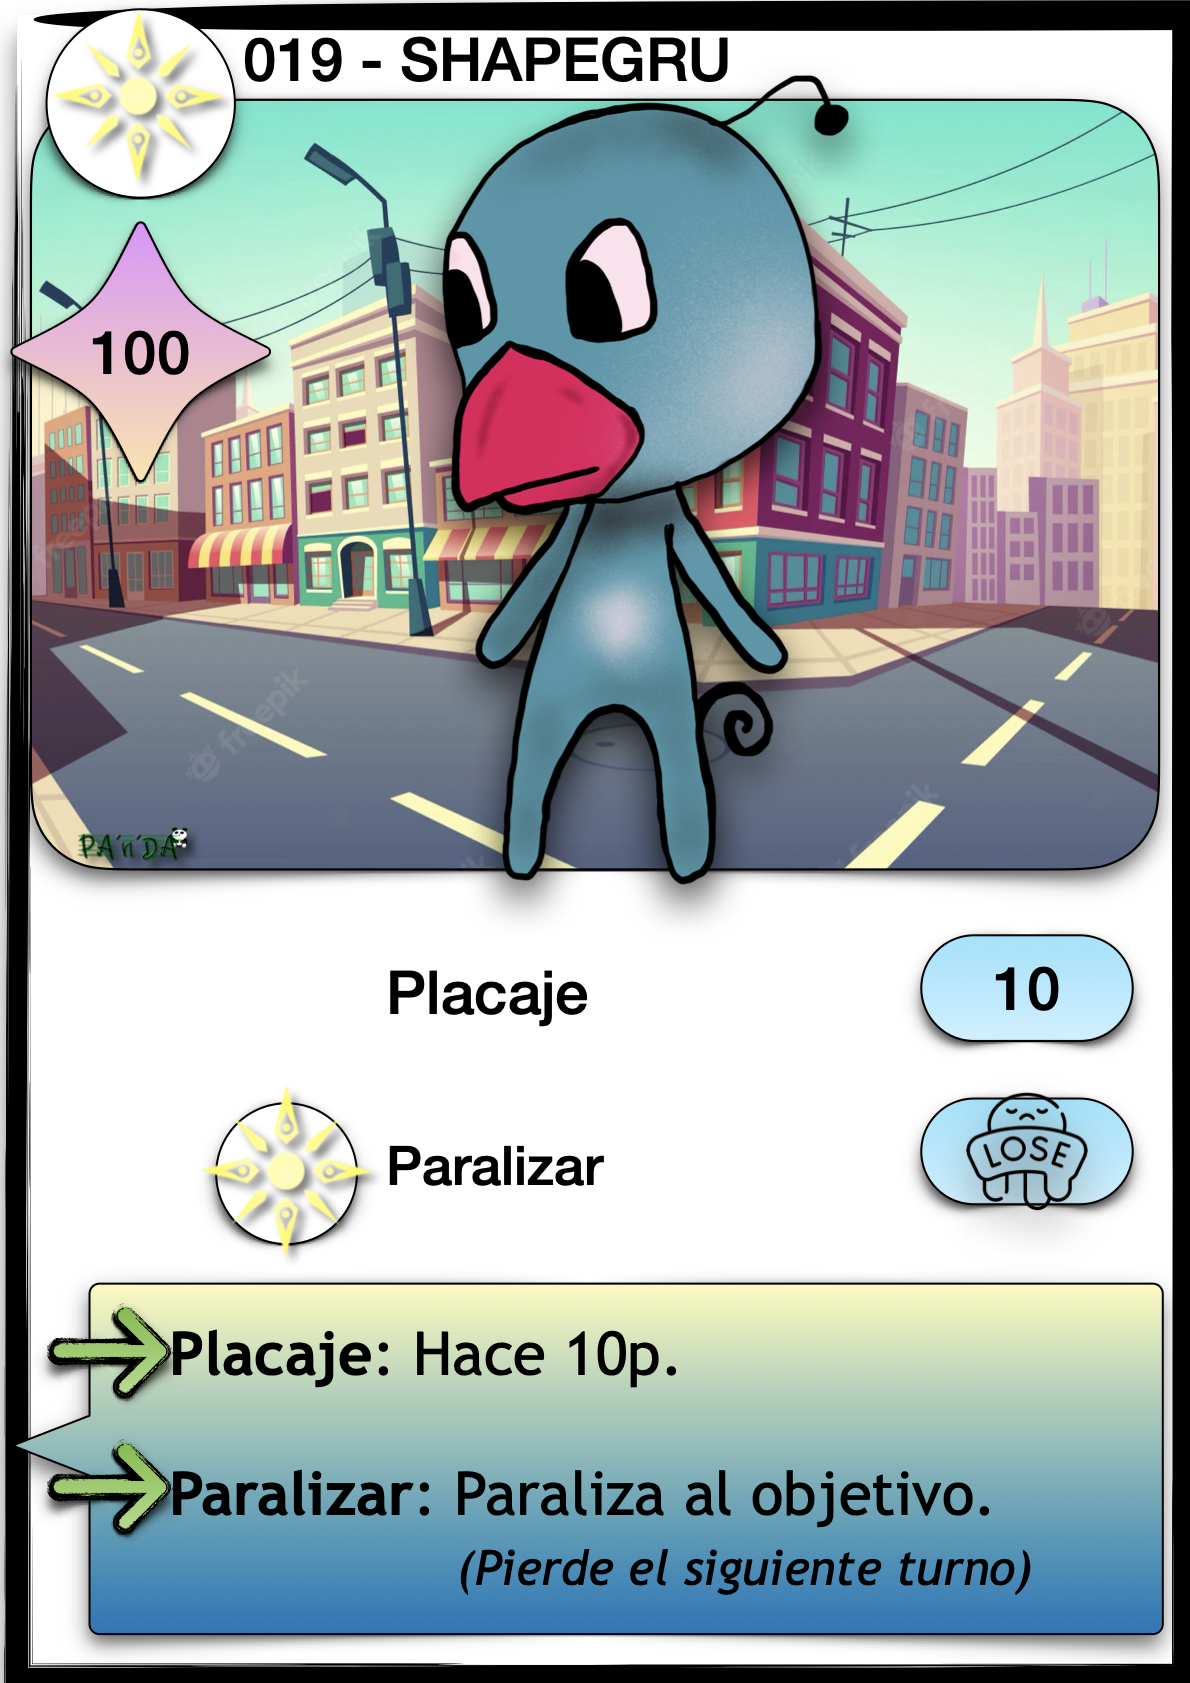 019 - SHAPEGRU
100
freepik
PA'n'DA
Placaje
10
Paralizar
LOSE
Placaje: Hace 10p.
Paralizar: Paraliza al objetivo.
(Pierde el siguiente turno)